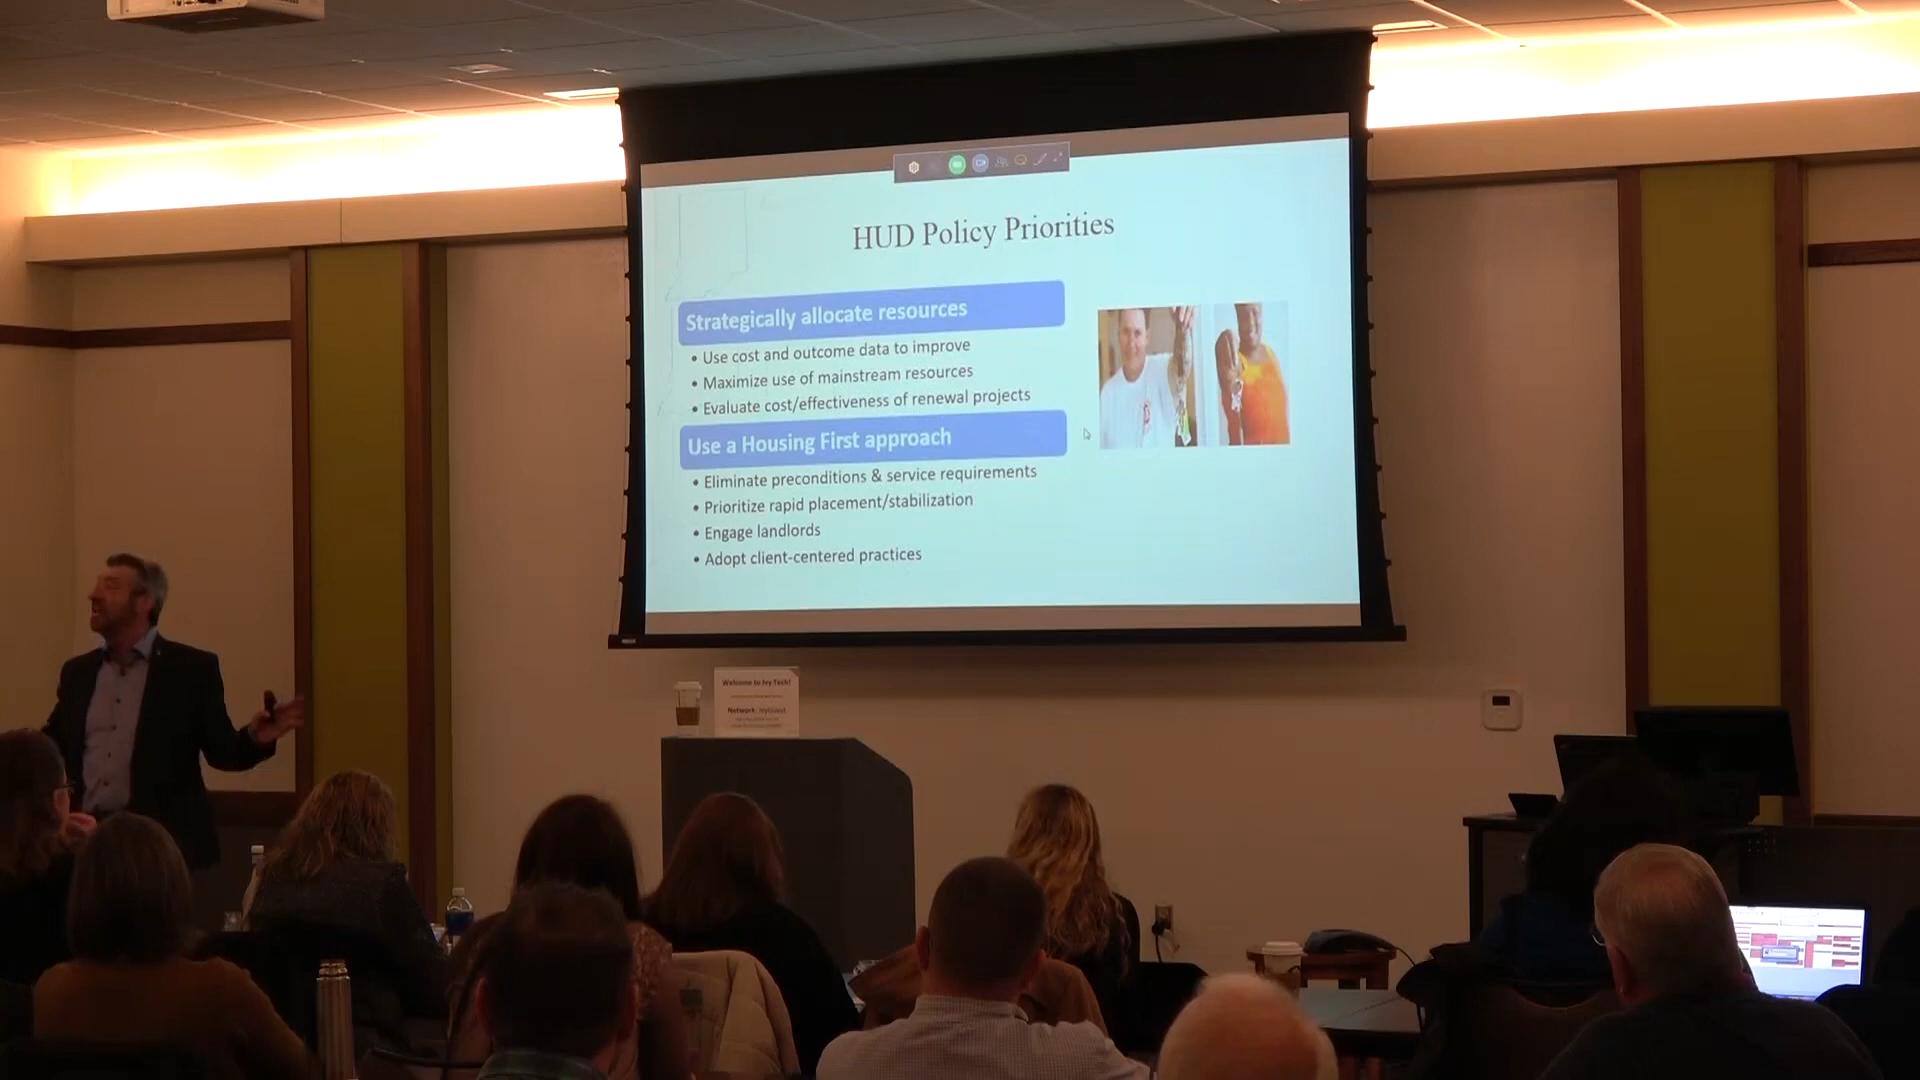 HUD Policy Priorities
Strategically allocate resources
• Use cost and outcome data to improve
• Maximize use of mainstream resources
• Evaluate cost/effectiveness of renewal projects
Use a Housing First approach
• Eliminate preconditions & service requirements
• Prioritize rapid placement/stabilization
• Engage landlords
• Adopt client-centered practices
Welcome to Ivy Tech!
Network: IvyGuest